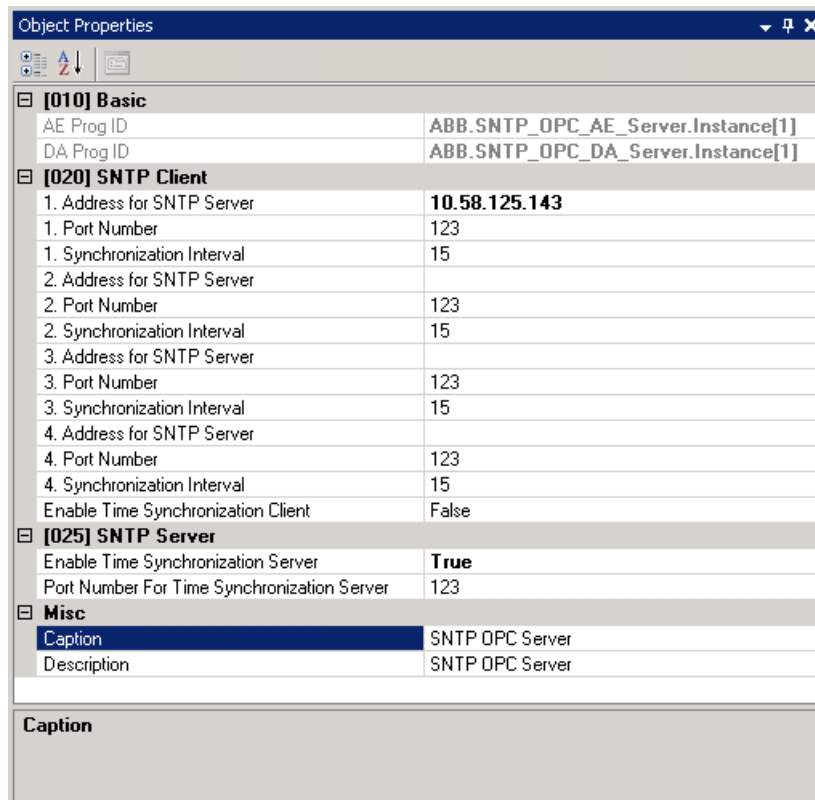 Object Properties
[010] Basic
AE Prog ID ABB.SNTP_OPC_AE_Server.Instance[1]
DA Prog ID ABB.SNTP_OPC_DA_Server.Instance[1]
[020] SNTP Client
1. Address for SNTP Server 10.58.125.143
1. Port Number 123
1. Synchronization Interval 15
2. Address for SNTP Server
2. Port Number 123
2. Synchronization Interval 15
3. Address for SNTP Server
3. Port Number 123
3. Synchronization Interval 15
4. Address for SNTP Server
4. Port Number 123
4. Synchronization Interval 15
Enable Time Synchronization Client False
[025] SNTP Server
Enable Time Synchronization Server True
Port Number For Time Synchronization Server 123
Misc
Caption SNTP OPC Server
Description SNTP OPC Server
Caption